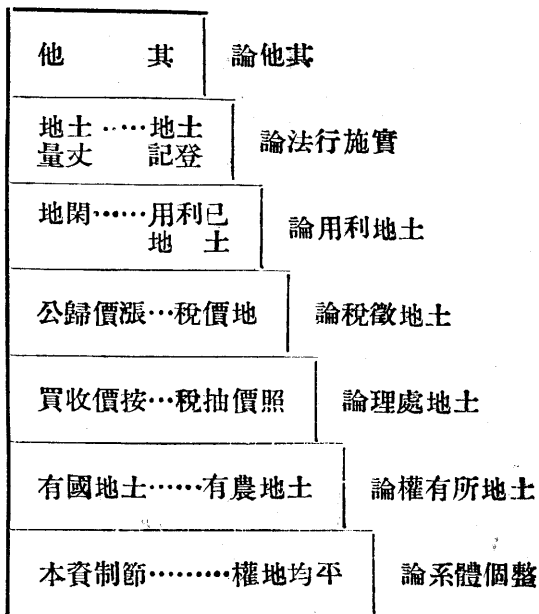 其他論
其 他
實施行法論
土地……土地
登記 丈量
土地利用論
已利用……閑地
土 地
土地徵稅論
地價稅…漲價歸公
土地處理論
照價抽稅…按價收買
土地所有權論
土地農有……土地國有
整個體系論
平均地權………節制資本